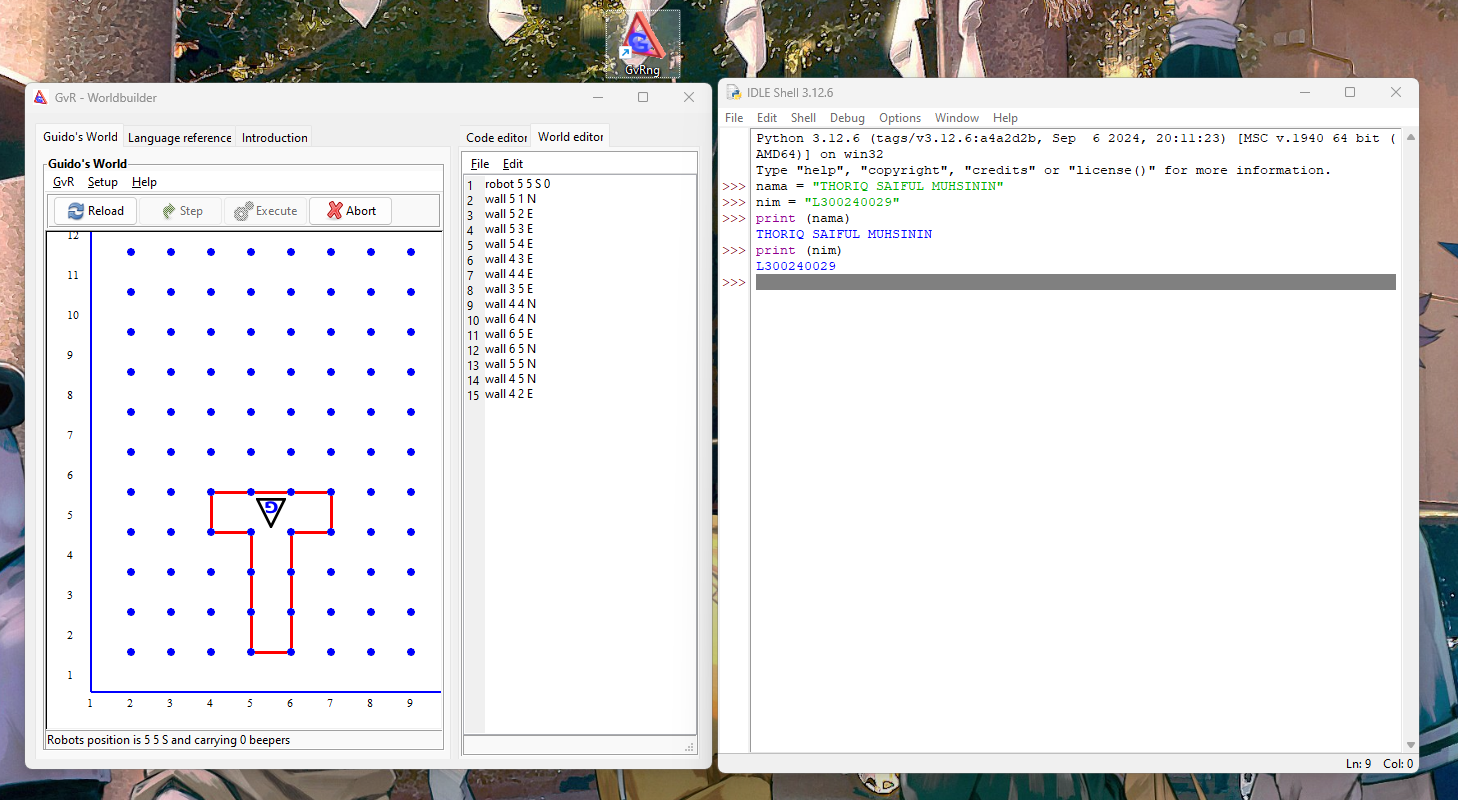 GvRng
GvR - Worldbuilder
Guido's World Language reference Introduction
Guido's World
GvR Setup Help
Reload Step Execute Abort
12
11
10
9
8
7
6
5
4
3
2
1
1 2 3 4 5 6 7 8 9
G
Robots position is 5 5 S and carrying 0 beepers
Code editor World editor
File Edit
1 robot 5 5 S 0
2 wall 5 1 N
3 wall 5 2 E
4 wall 5 3 E
5 wall 5 4 E
6 wall 4 3 E
7 wall 4 4 E
8 wall 3 5 E
9 wall 4 4 N
10 wall 6 4 N
11 wall 6 5 E
12 wall 6 5 N
13 wall 5 5 N
14 wall 4 5 N
15 wall 4 2 E
IDLE Shell 3.12.6
File Edit Shell Debug Options Window Help
Python 3.12.6 (tags/v3.12.6:a4a2d2b, Sep  6 2024, 20:11:23) [MSC v.1940 64 bit (
AMD64)] on win32
Type "help", "copyright", "credits" or "license()" for more information.
>>> nama = "THORIQ SAIFUL MUHSININ"
>>> nim = "L300240029"
>>> print (nama)
THORIQ SAIFUL MUHSININ
>>> print (nim)
L300240029
>>>
Ln: 9 Col: 0